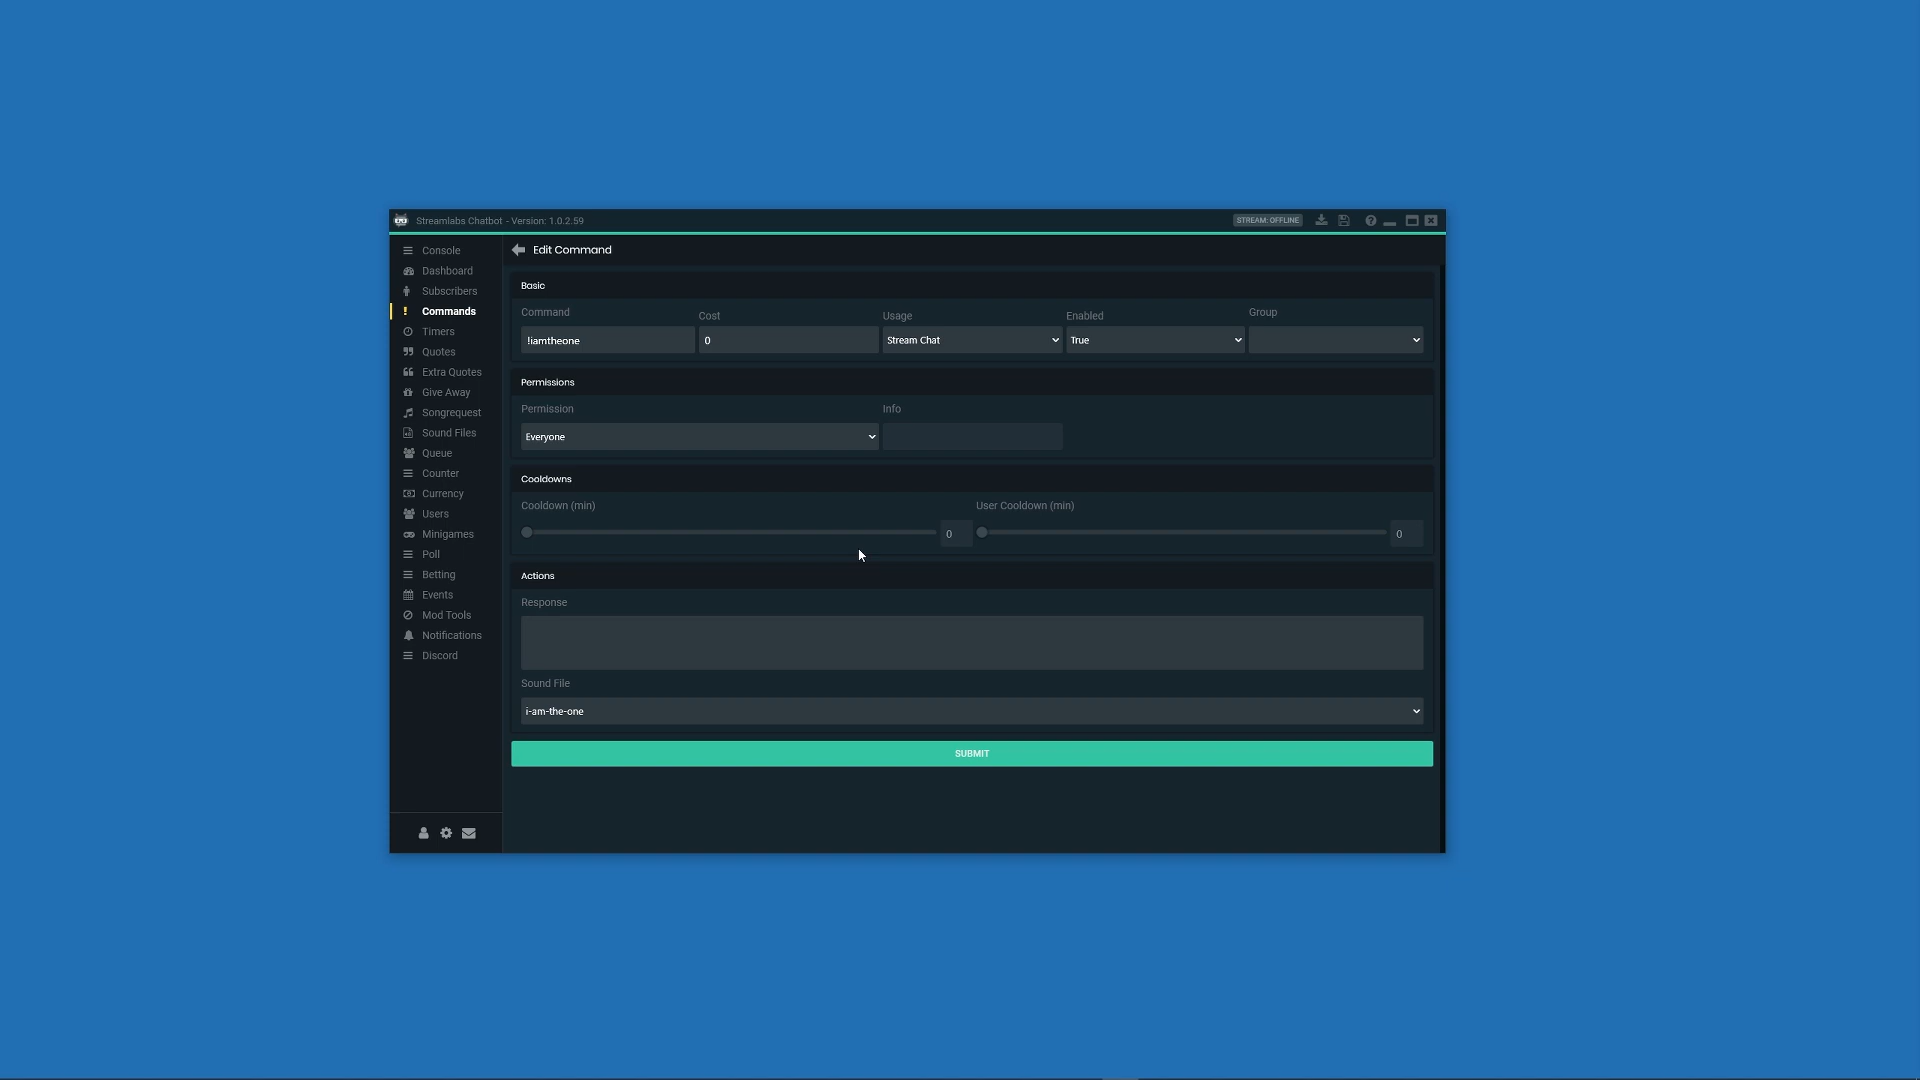 Streamlabs Chatbot - Version: 1.0.2.59
STREAM: OFFLINE
Console
Dashboard
Subscribers
Commands
Timers
Quotes
Extra Quotes
Give Away
Songrequest
Sound Files
Queue
Counter
Currency
Users
Minigames
Poll
Betting
Events
Mod Tools
Notifications
Discord
Edit Command
Basic
Command Cost Usage Enabled Group
!iamtheone 0 Stream Chat True
Permissions
Permission Info
Everyone
Cooldowns
Cooldown (min) User Cooldown (min)
0 0
Actions
Response
Sound File
i-am-the-one
SUBMIT